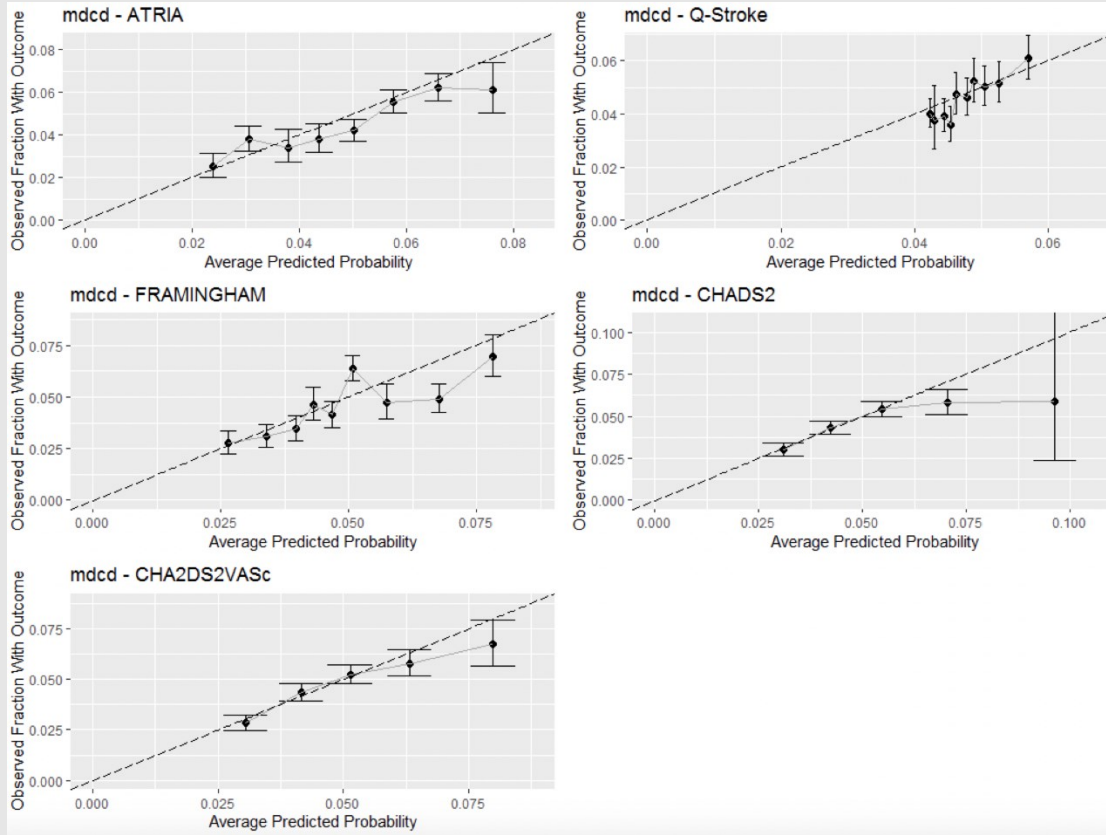 mdcd - ATRIA
Observed Fraction With Outcome
0.08
0.06
0.04
0.02
0.00
0.00 0.02 0.04 0.06 0.08
Average Predicted Probability
mdcd - Q-Stroke
Observed Fraction With Outcome
0.06
0.04
0.02
0.00
0.00 0.02 0.04 0.06
Average Predicted Probability
mdcd - FRAMINGHAM
Observed Fraction With Outcome
0.075
0.050
0.025
0.000
0.000 0.025 0.050 0.075
Average Predicted Probability
mdcd - CHADS2
Observed Fraction With Outcome
0.100
0.075
0.050
0.025
0.000
0.000 0.025 0.050 0.075 0.100
Average Predicted Probability
mdcd - CHA2DS2VASc
Observed Fraction With Outcome
0.075
0.050
0.025
0.000
0.000 0.025 0.050 0.075
Average Predicted Probability